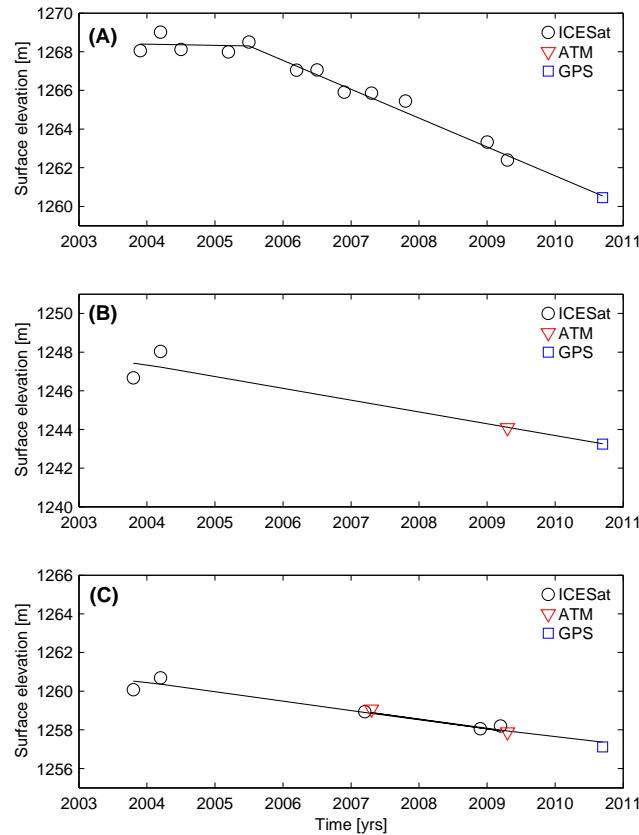 1270
(A)
ICESat
1268
ATM
GPS
1266
Surface elevation [m]
1264
1262
1260
2003 2004 2005 2006 2007 2008 2009 2010 2011
1250
(B)
ICESat
ATM
1248
GPS
1246
Surface elevation [m]
1244
1242
1240
2003 2004 2005 2006 2007 2008 2009 2010 2011
1266
(C)
ICESat
1264
ATM
GPS
1262
Surface elevation [m]
1260
1258
1256
2003 2004 2005 2006 2007 2008 2009 2010 2011
Time [yrs]